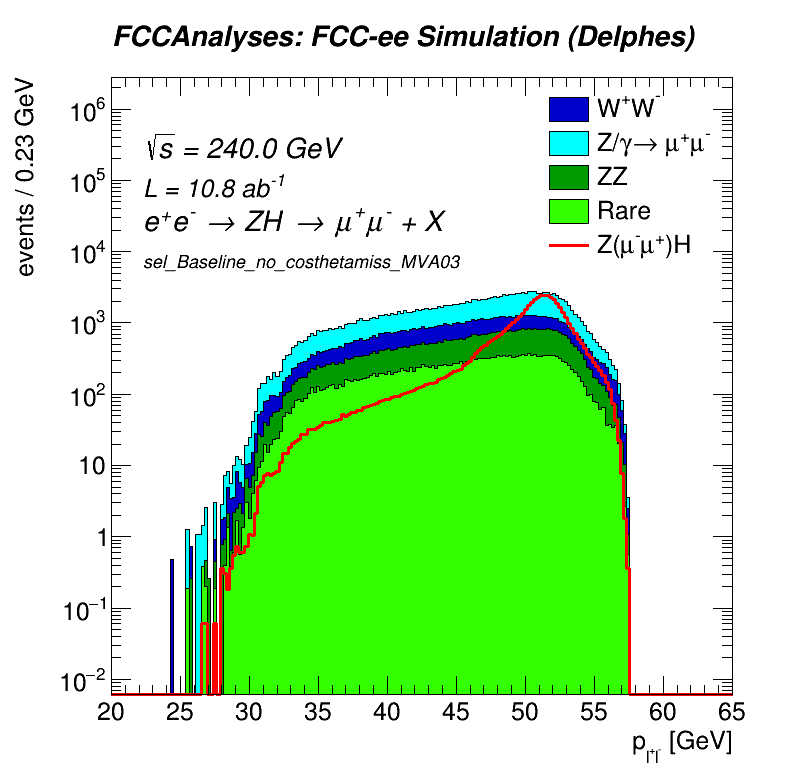 FCCAnalyses: FCC-ee Simulation (Delphes)
events / 0.23 GeV
√s = 240.0 GeV
L = 10.8 ab⁻¹
e⁺e⁻ → ZH → μ⁺μ⁻ + X
sel_Baseline_no_costhetamiss_MVA03
W⁺W⁻
Z/γ→ μ⁺μ⁻
ZZ
Rare
Z(μ⁻μ⁺)H
10⁶
10⁵
10⁴
10³
10²
10
1
10⁻¹
10⁻²
20 25 30 35 40 45 50 55 60 65
p_l⁺l⁻ [GeV]